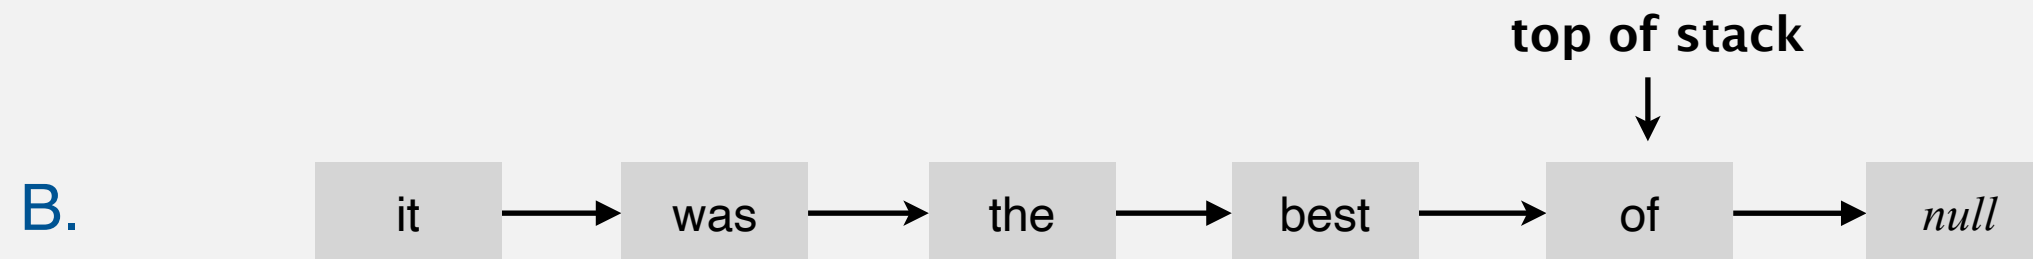 top of stack
B. it was the best of null